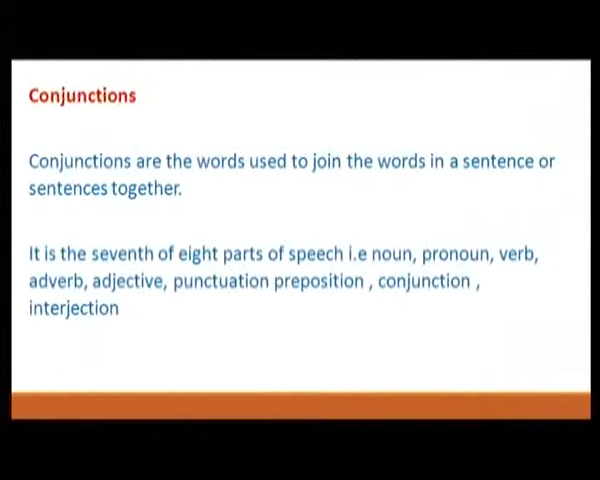 Conjunctions
Conjunctions are the words used to join the words in a sentence or
sentences together.
It is the seventh of eight parts of speech i.e noun, pronoun, verb,
adverb, adjective, punctuation preposition , conjunction ,
interjection